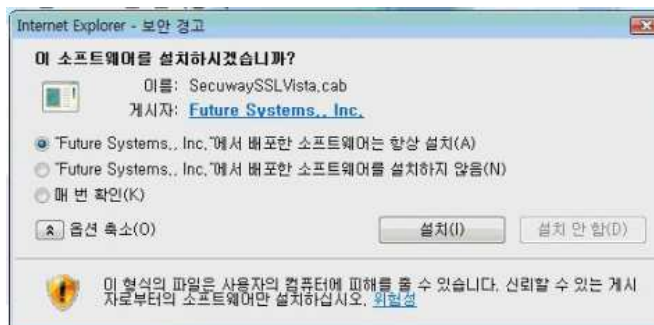 Internet Explorer - 보안 경고
이 소프트웨어를 설치하시겠습니까?
이름: SecuwaySSLVista.cab
게시자: Future Systems,, Inc,
"Future Systems,, Inc,"에서 배포한 소프트웨어는 항상 설치(A)
"Future Systems,, Inc,"에서 배포한 소프트웨어를 설치하지 않음(N)
매 번 확인(K)
옵션 축소(O)
설치(I)
설치 안 함(D)
이 형식의 파일은 사용자의 컴퓨터에 피해를 줄 수 있습니다. 신뢰할 수 있는 게시
자로부터의 소프트웨어만 설치하십시오. 위험성